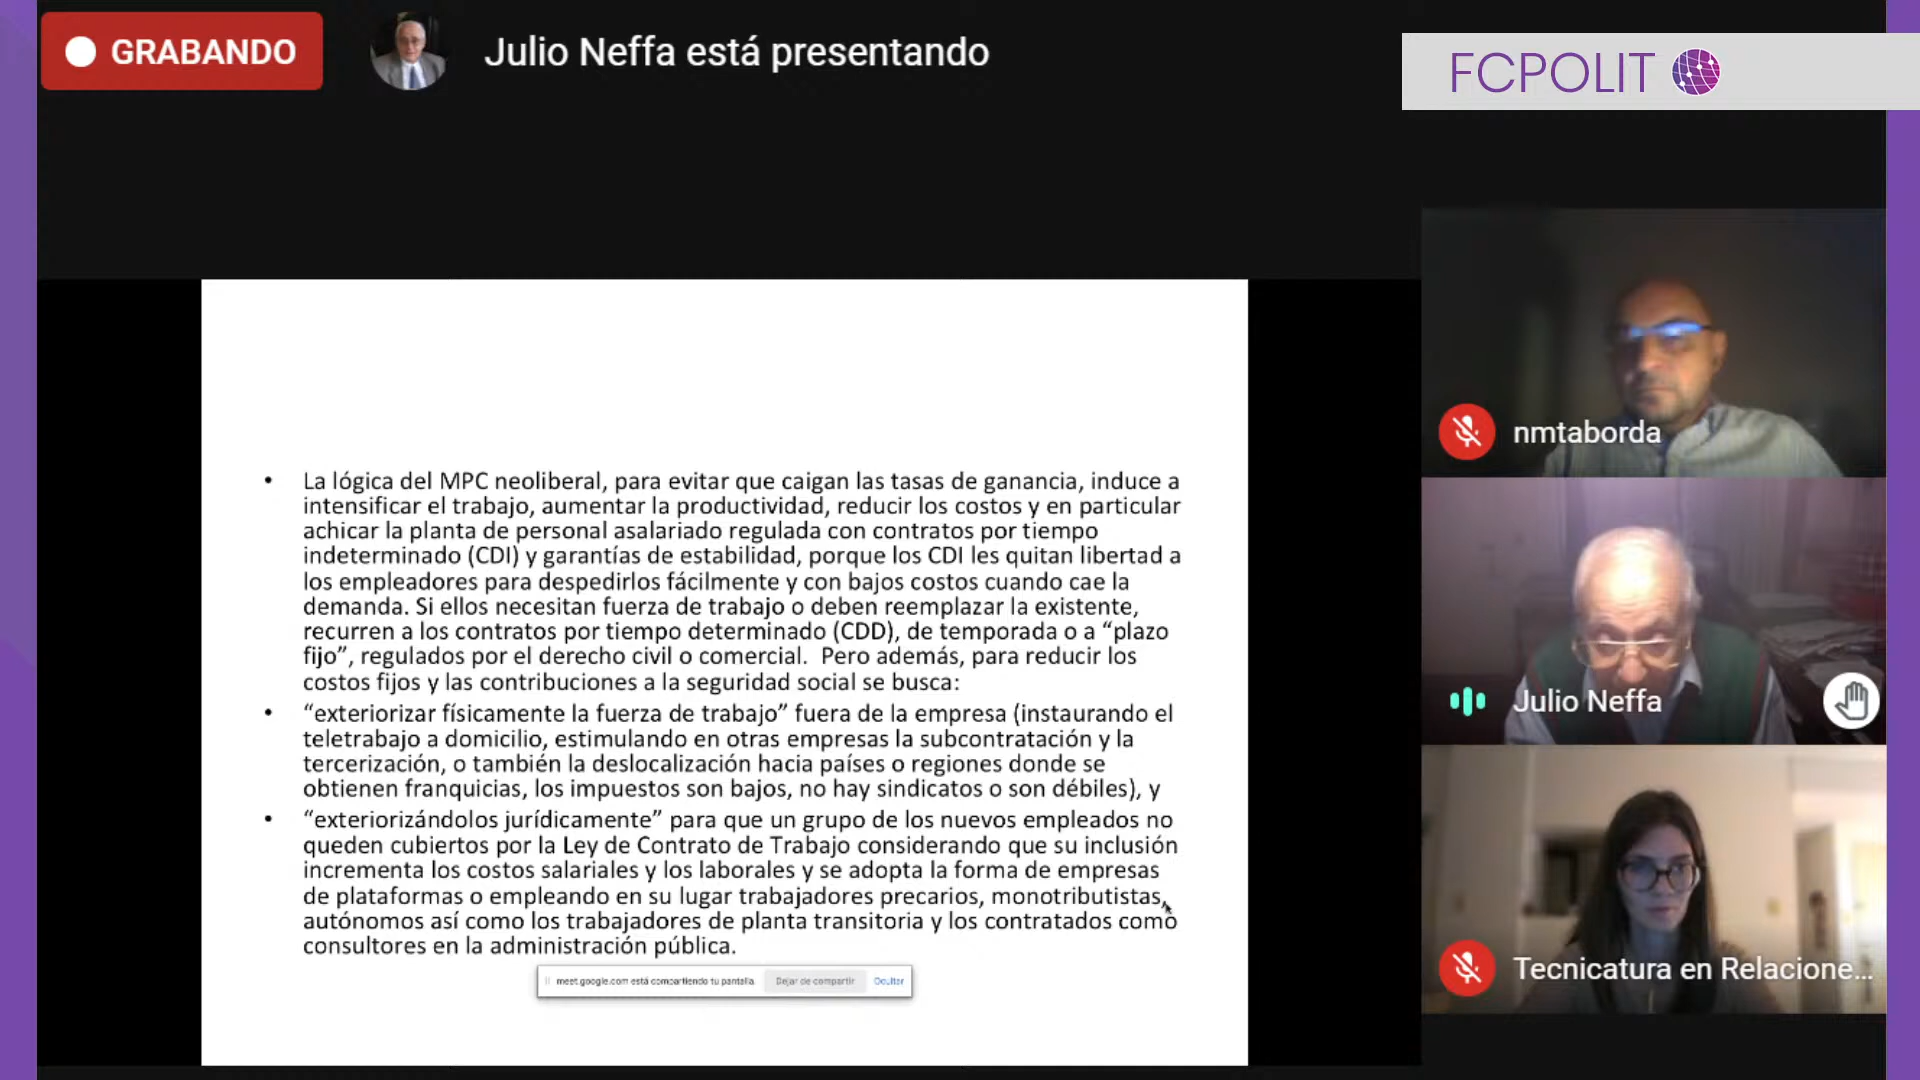 GRABANDO
Julio Neffa está presentando
FCPOLIT
• La lógica del MPC neoliberal, para evitar que caigan las tasas de ganancia, induce a
intensificar el trabajo, aumentar la productividad, reducir los costos y en particular
achicar la planta de personal asalariado regulada con contratos por tiempo
indeterminado (CDI) y garantías de estabilidad, porque los CDI les quitan libertad a
los empleadores para despedirlos fácilmente y con bajos costos cuando cae la
demanda. Si ellos necesitan fuerza de trabajo o deben reemplazar la existente,
recurren a los contratos por tiempo determinado (CDD), de temporada o a “plazo
fijo”, regulados por el derecho civil o comercial.  Pero además, para reducir los
costos fijos y las contribuciones a la seguridad social se busca:
• “exteriorizar físicamente la fuerza de trabajo” fuera de la empresa (instaurando el
teletrabajo a domicilio, estimulando en otras empresas la subcontratación y la
tercerización, o también la deslocalización hacia países o regiones donde se
obtienen franquicias, los impuestos son bajos, no hay sindicatos o son débiles), y
• “exteriorizándolos jurídicamente” para que un grupo de los nuevos empleados no
queden cubiertos por la Ley de Contrato de Trabajo considerando que su inclusión
incrementa los costos salariales y los laborales y se adopta la forma de empresas
de plataformas o empleando en su lugar trabajadores precarios, monotributistas,
autónomos así como los trabajadores de planta transitoria y los contratados como
consultores en la administración pública.
meet.google.com está compartiendo tu pantalla. Dejar de compartir Ocultar
nmtaborda
Julio Neffa
Tecnicatura en Relacione...